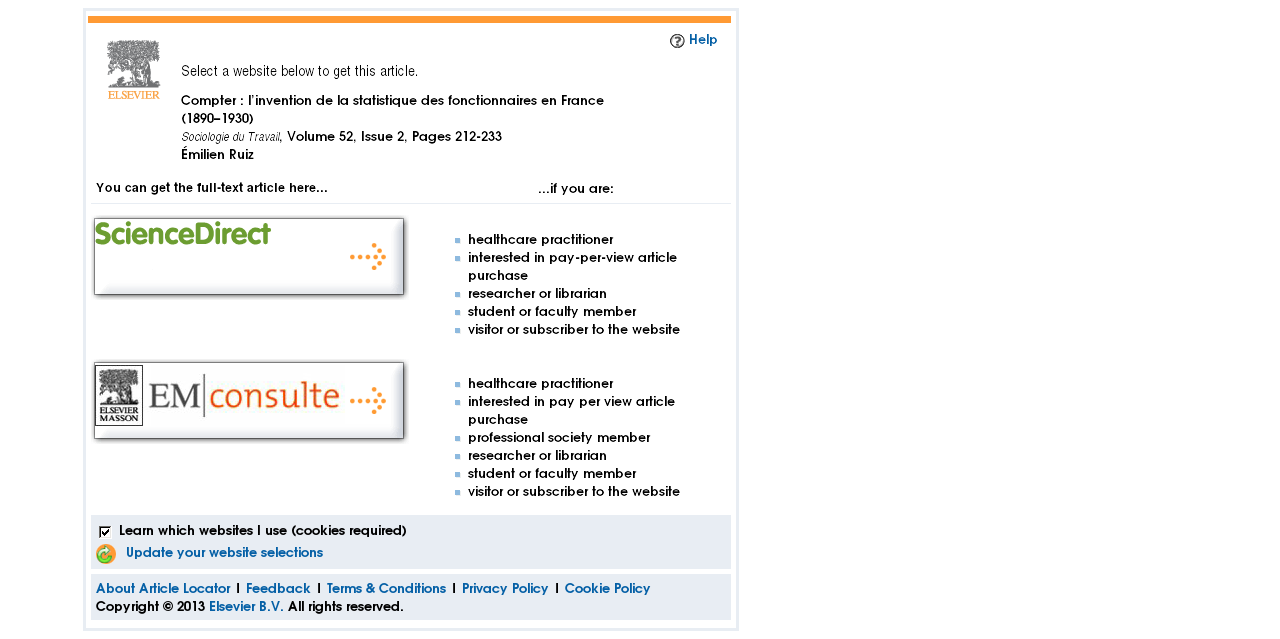 Help
ELSEVIER
Select a website below to get this article.
Compter : l'invention de la statistique des fonctionnaires en France
(1890–1930)
Sociologie du Travail, Volume 52, Issue 2, Pages 212-233
Émilien Ruiz
You can get the full-text article here... ...if you are:
ScienceDirect
healthcare practitioner
interested in pay-per-view article
purchase
researcher or librarian
student or faculty member
visitor or subscriber to the website
ELSEVIER
MASSON
EM|consulte
healthcare practitioner
interested in pay per view article
purchase
professional society member
researcher or librarian
student or faculty member
visitor or subscriber to the website
Learn which websites I use (cookies required)
Update your website selections
About Article Locator | Feedback | Terms & Conditions | Privacy Policy | Cookie Policy
Copyright © 2013 Elsevier B.V. All rights reserved.